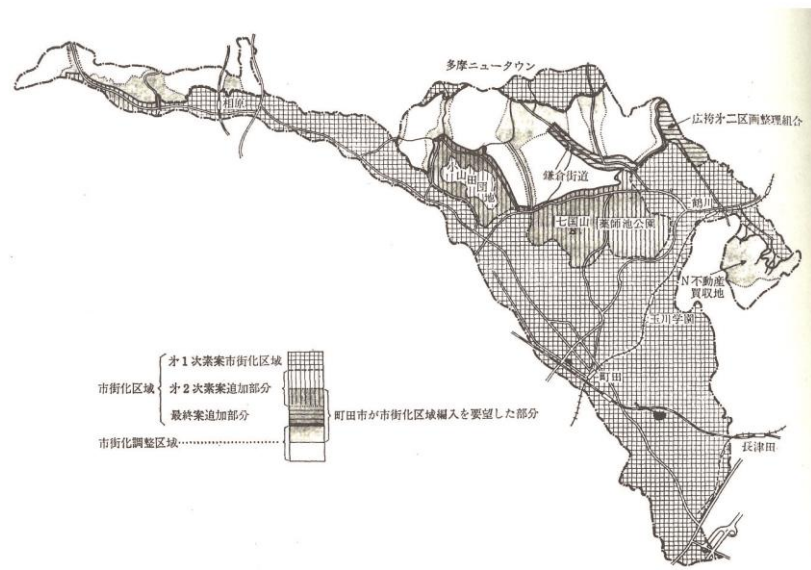 多摩ニュータウン
相原
広袴オ二区画整理組合
小山田団地
鎌倉街道
鶴川
七国山
薬師池公園
N不動産
買収地
玉川学園
町田
長津田
市街化区域
オ1次素案市街化区域
オ2次素案追加部分
最終案追加部分
町田市が市街化区域編入を要望した部分
市街化調整区域